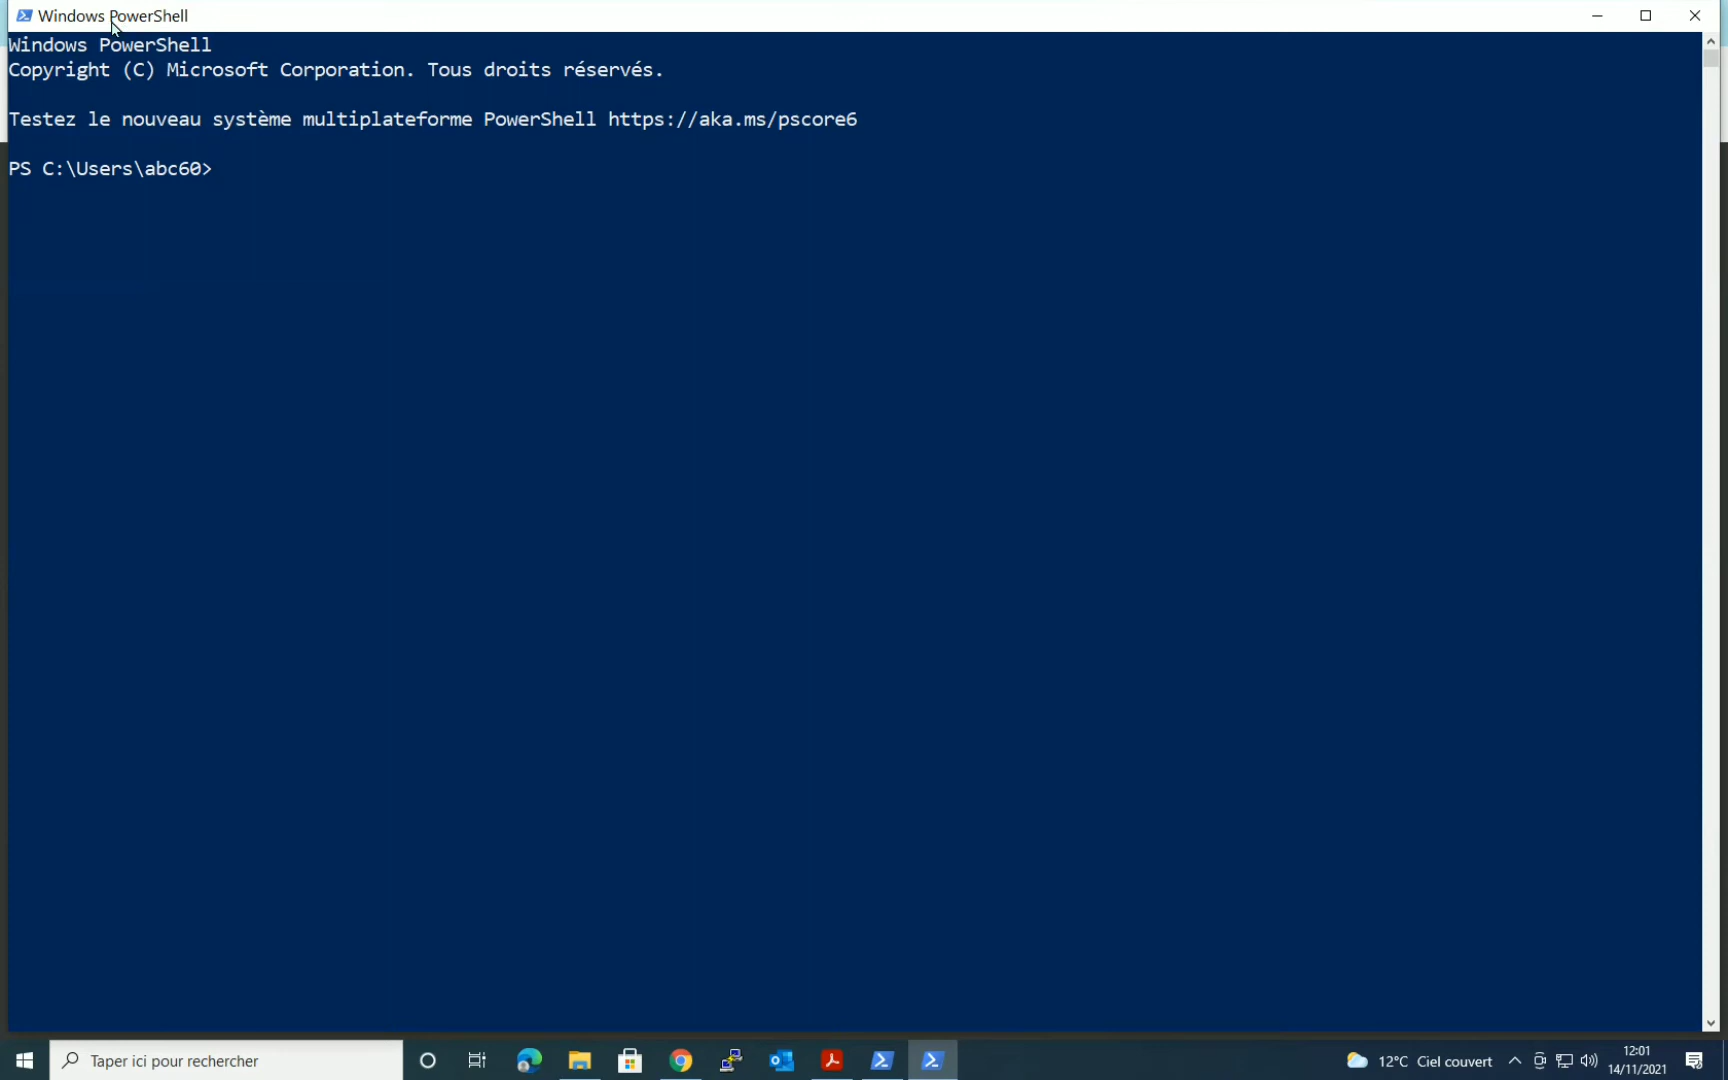 Windows PowerShell
Windows PowerShell
Copyright (C) Microsoft Corporation. Tous droits réservés.
Testez le nouveau système multiplateforme PowerShell https://aka.ms/pscore6
PS C:\Users\abc60>
Taper ici pour rechercher
12°C Ciel couvert
12:01
14/11/2021